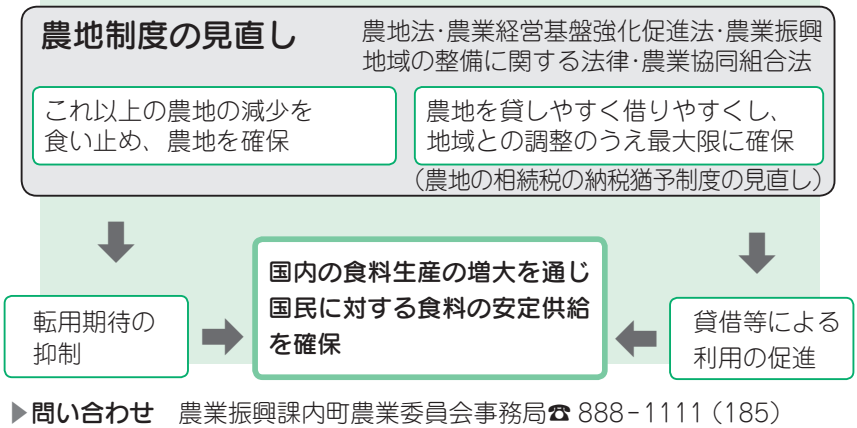 農地制度の見直し
農地法・農業経営基盤強化促進法・農業振興
地域の整備に関する法律・農業協同組合法
これ以上の農地の減少を
食い止め、農地を確保
農地を貸しやすく借りやすくし、
地域との調整のうえ最大限に確保
（農地の相続税の納税猶予制度の見直し）
転用期待の
抑制
国内の食料生産の増大を通じ
国民に対する食料の安定供給
を確保
貸借等による
利用の促進
▶問い合わせ 農業振興課内町農業委員会事務局☎888-1111（185）